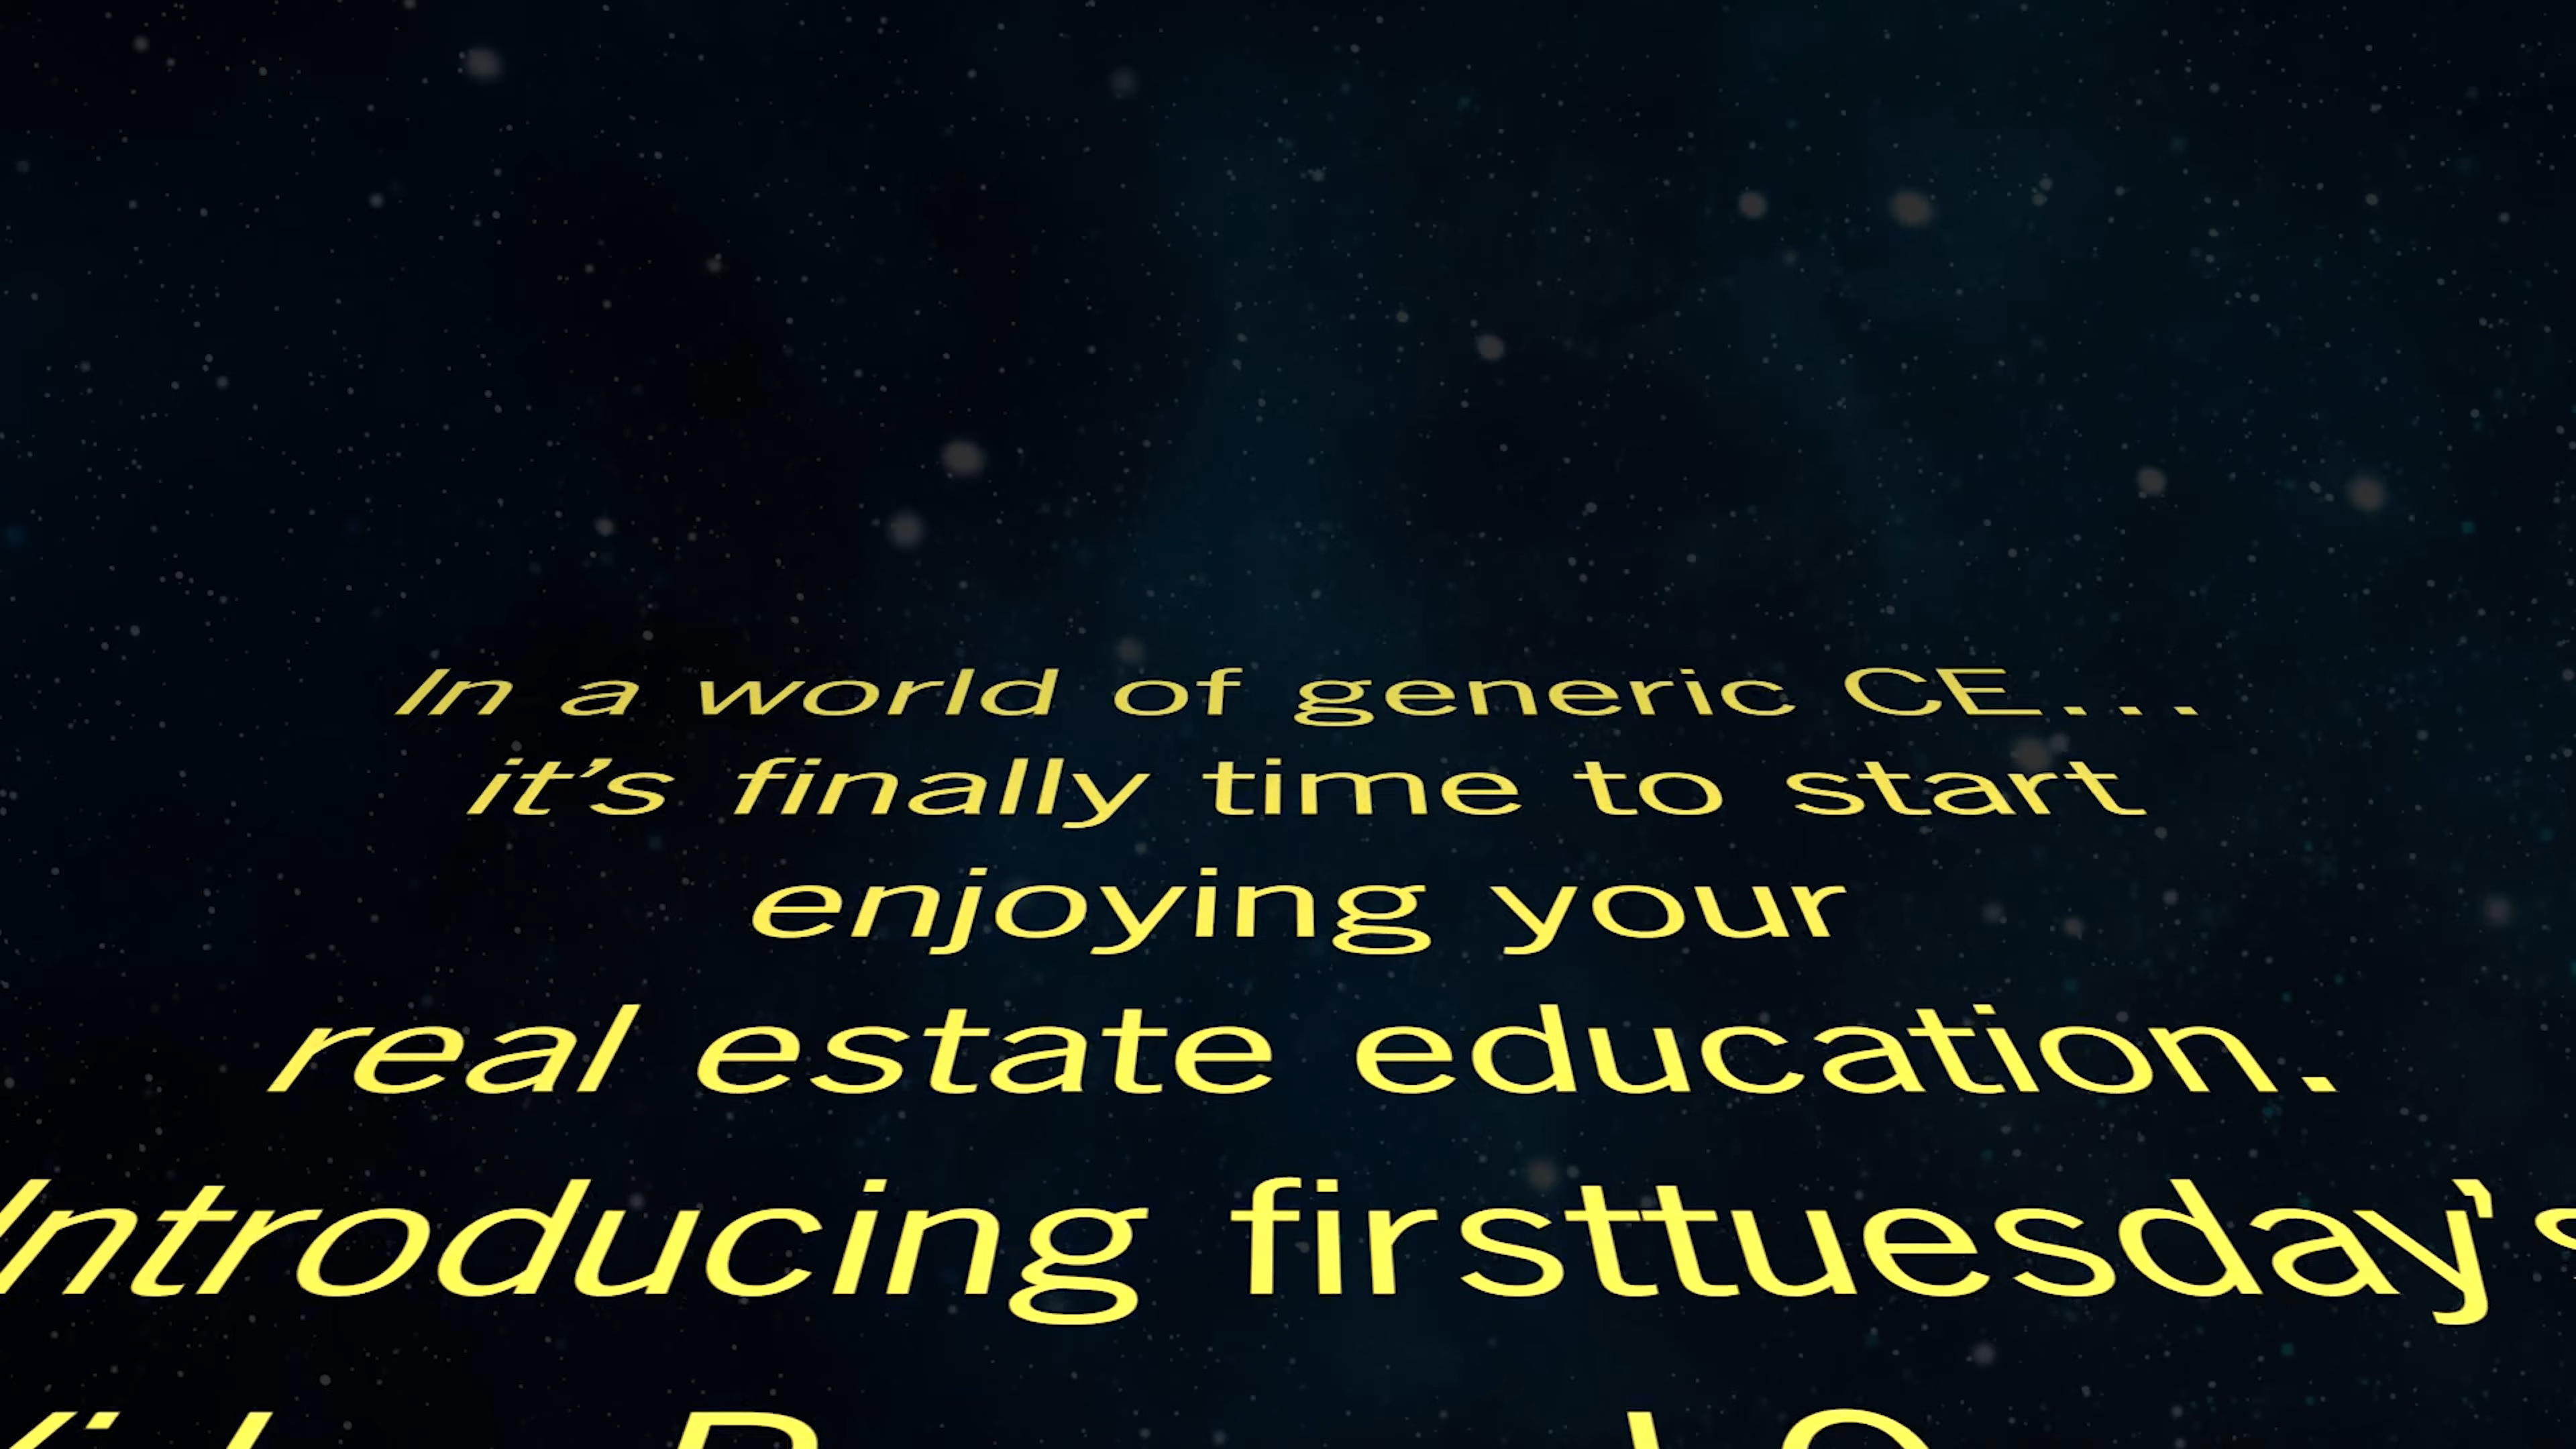 In a world of generic CE...
it’s finally time to start
enjoying your
real estate education.
Introducing firsttuesday’s